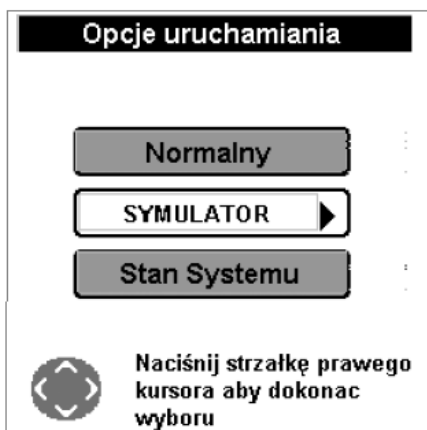 Opcje uruchamiania
Normalny
SYMULATOR
Stan Systemu
Naciśnij strzałkę prawego
kursora aby dokonac
wyboru